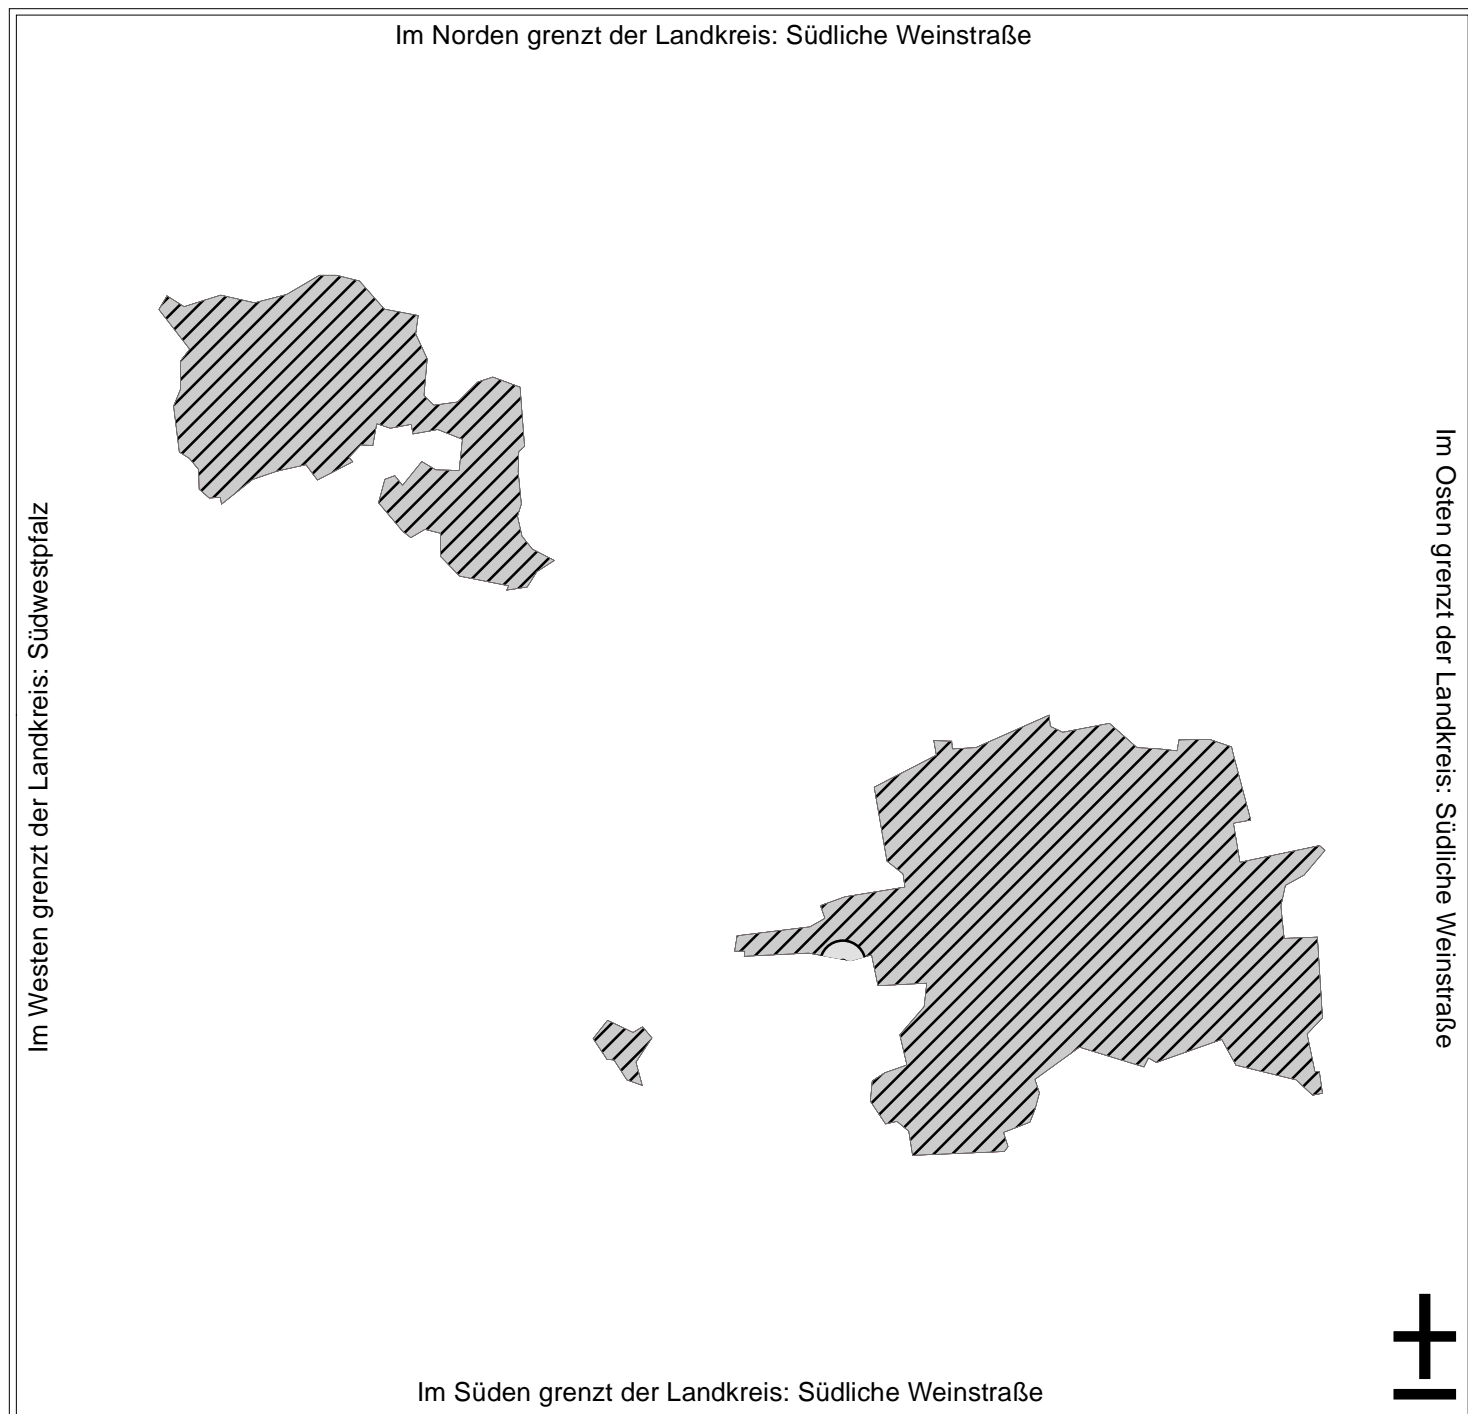 Im Norden grenzt der Landkreis: Südliche Weinstraße
Im Westen grenzt der Landkreis: Südwestpfalz
Im Osten grenzt der Landkreis: Südliche Weinstraße
Im Süden grenzt der Landkreis: Südliche Weinstraße